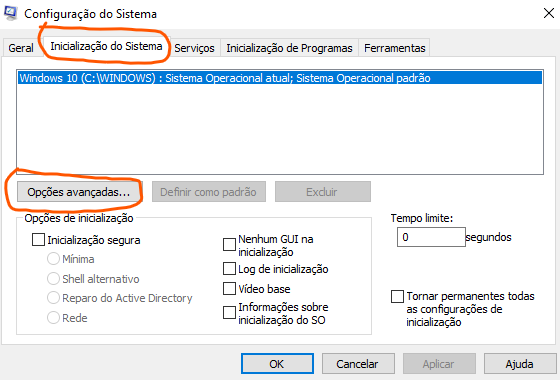 Configuração do Sistema
Geral Inicialização do Sistema Serviços Inicialização de Programas Ferramentas
Windows 10 (C:\WINDOWS) : Sistema Operacional atual; Sistema Operacional padrão
Opções avançadas... Definir como padrão Excluir
Opções de inicialização
Inicialização segura
Mínima
Shell alternativo
Reparo do Active Directory
Rede
Nenhum GUI na
inicialização
Log de inicialização
Vídeo base
Informações sobre
inicialização do SO
Tempo limite:
0 segundos
Tornar permanentes todas
as configurações de
inicialização
OK Cancelar Aplicar Ajuda